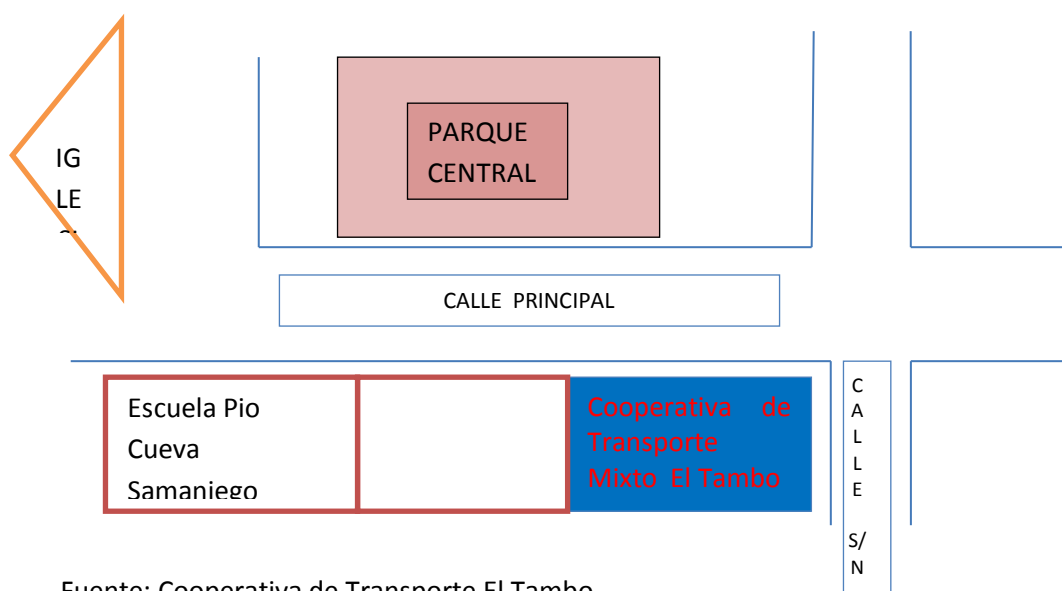 IG
LE
PARQUE
CENTRAL
CALLE PRINCIPAL
Escuela Pio
Cueva
Samaniego
Cooperativa de
Transporte
Mixto El Tambo
C
A
L
L
E
S/
N
Fuente: Cooperativa de Transporte El Tambo